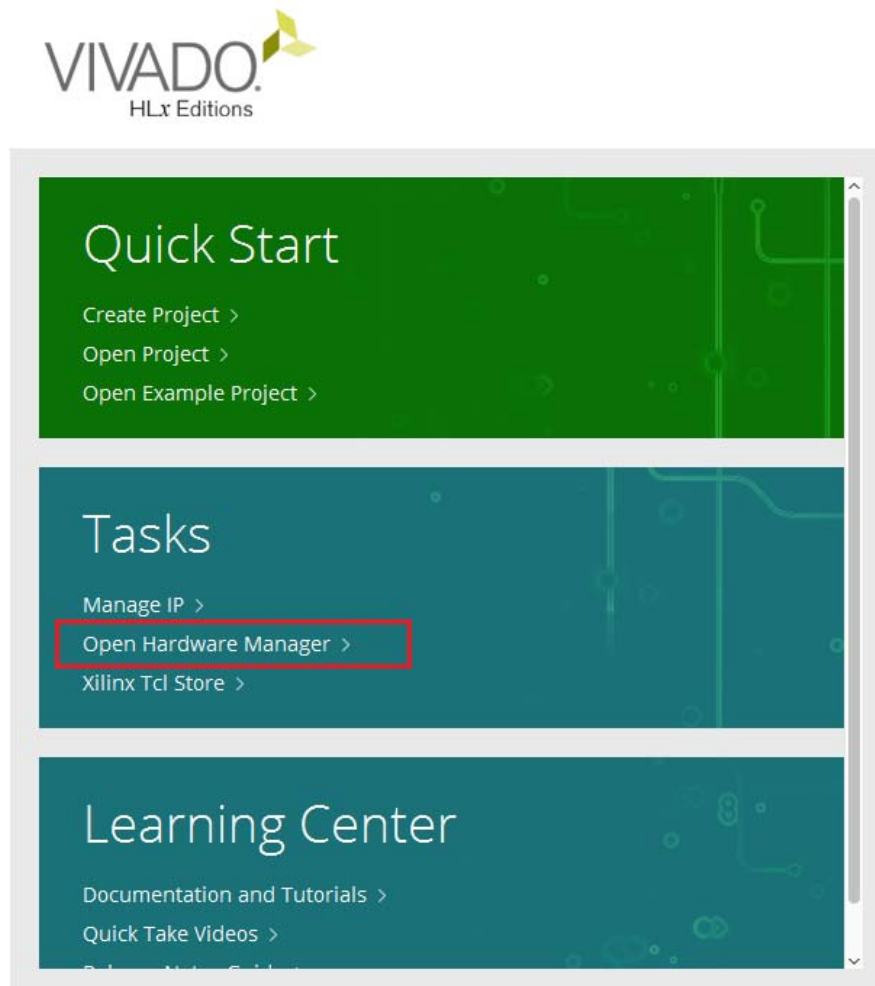 VIVADO.
HLx Editions
Quick Start
Create Project >
Open Project >
Open Example Project >
Tasks
Manage IP >
Open Hardware Manager >
Xilinx Tcl Store >
Learning Center
Documentation and Tutorials >
Quick Take Videos >